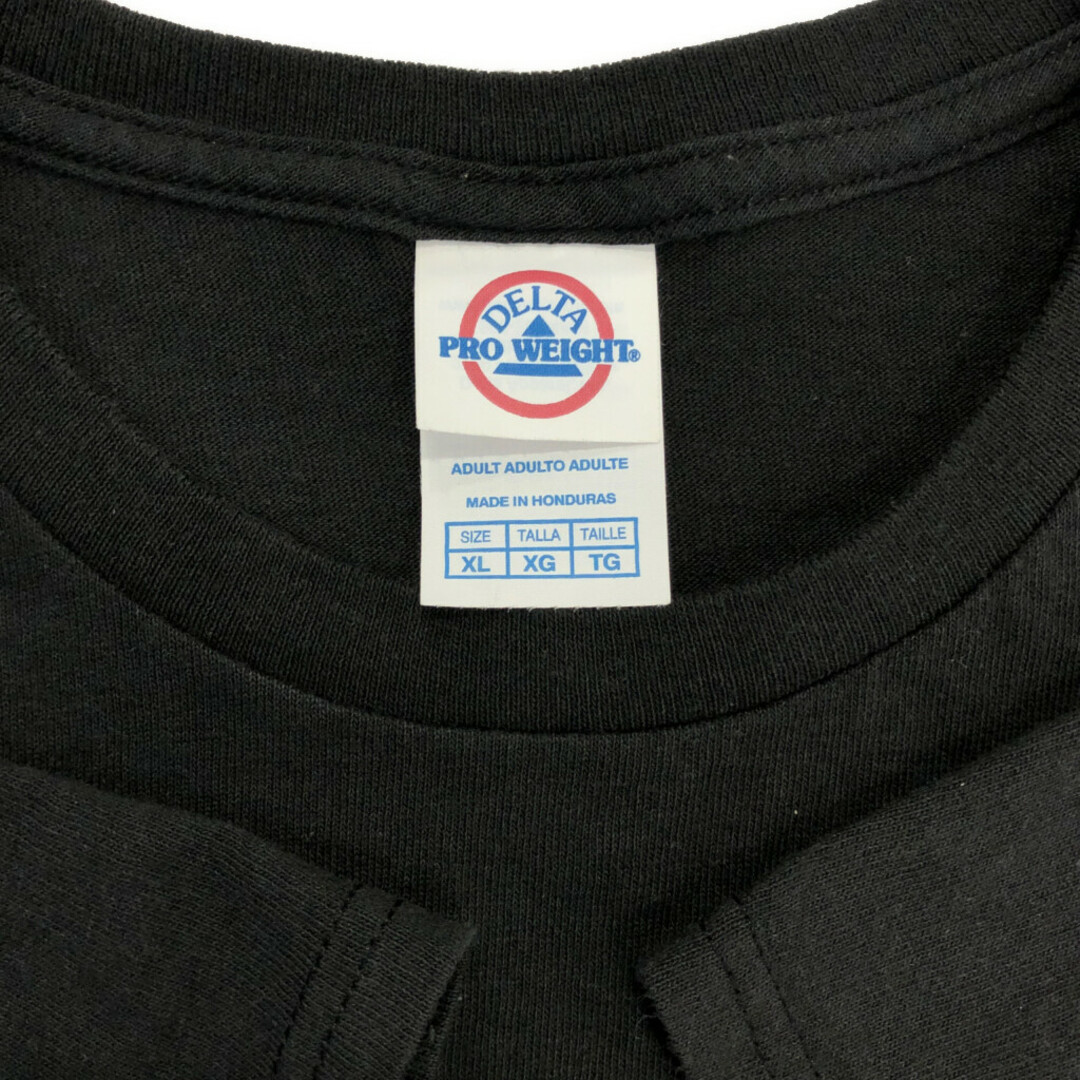 DELTA
PRO WEIGHT®
ADULT ADULTO ADULTE
MADE IN HONDURAS
SIZE TALLA TAILLE
XL XG TG